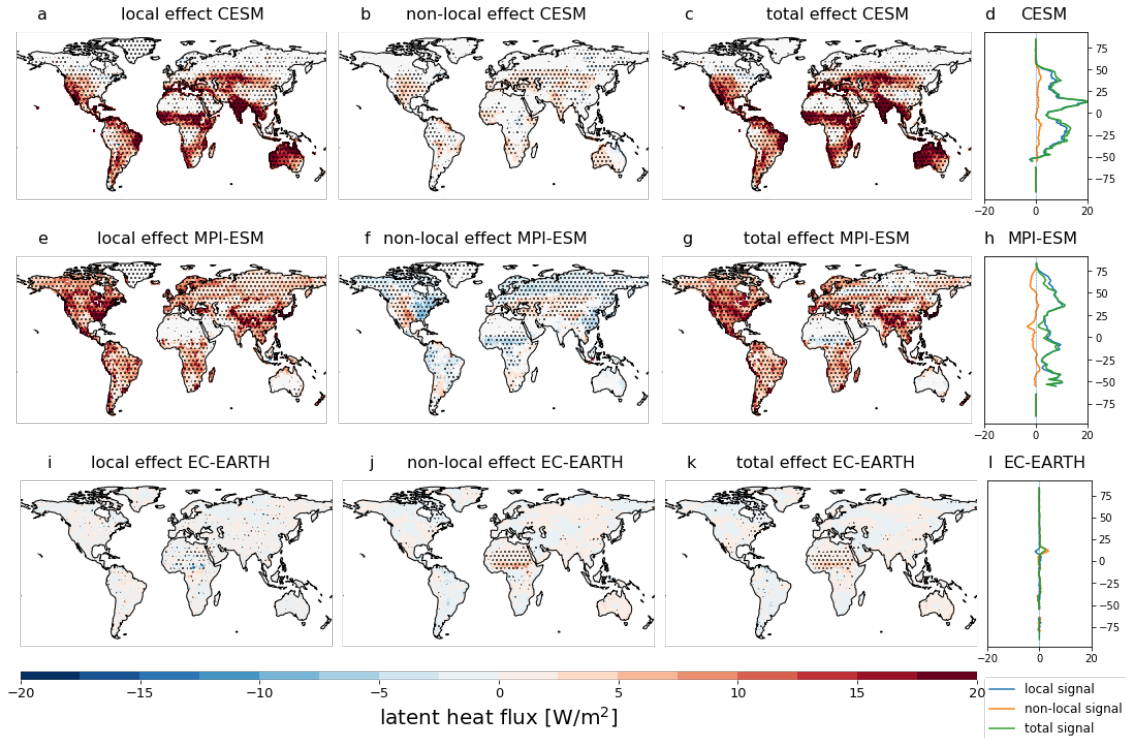 a local effect CESM b non-local effect CESM c total effect CESM d CESM
75
50
25
0
−25
−50
−75
−20 0 20
e local effect MPI-ESM f non-local effect MPI-ESM g total effect MPI-ESM h MPI-ESM
75
50
25
0
−25
−50
−75
−20 0 20
i local effect EC-EARTH j non-local effect EC-EARTH k total effect EC-EARTH l EC-EARTH
75
50
25
0
−25
−50
−75
−20 0 20
−20 −15 −10 −5 0 5 10 15 20
latent heat flux [W/m²]
local signal
non-local signal
total signal